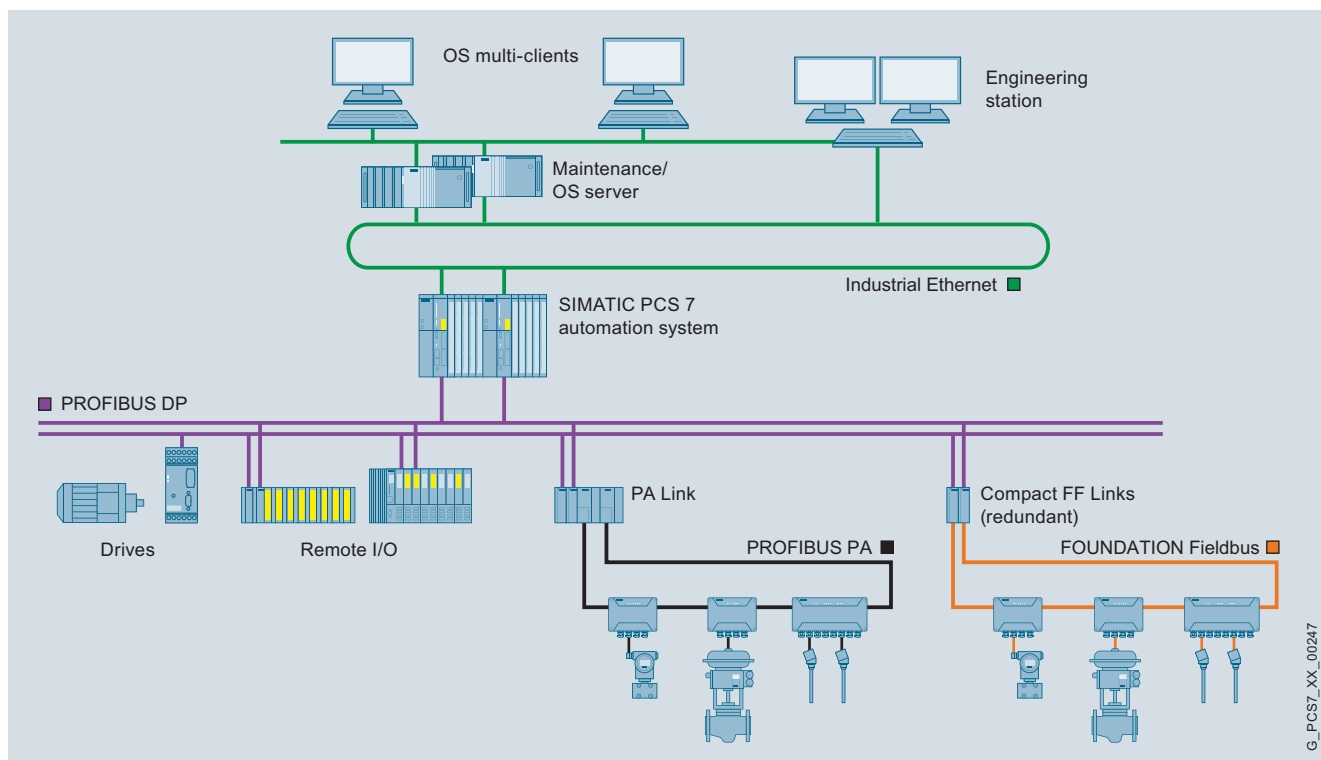 OS multi-clients
Engineering
station
Maintenance/
OS server
Industrial Ethernet
SIMATIC PCS 7
automation system
PROFIBUS DP
PA Link
Compact FF Links
(redundant)
Drives
Remote I/O
PROFIBUS PA
FOUNDATION Fieldbus
G_PCS7_XX_00247